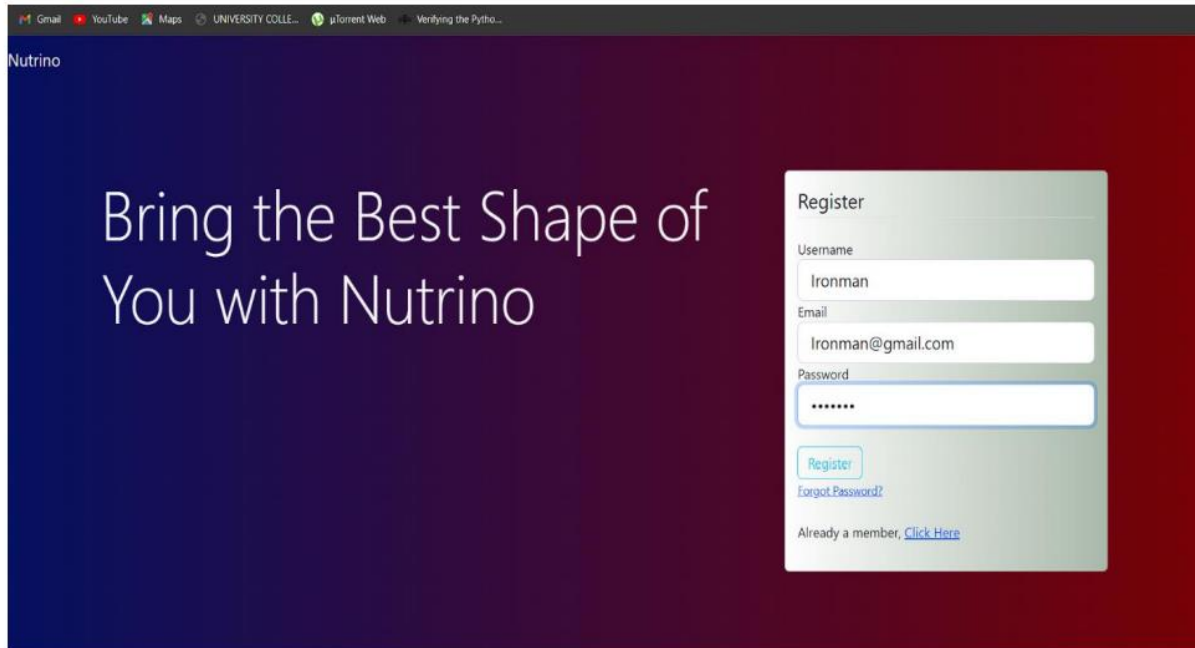 Gmail YouTube Maps UNIVERSITY COLLE... µTorrent Web Verifying the Pytho...
Nutrino
Bring the Best Shape of
You with Nutrino
Register
Username
Ironman
Email
Ironman@gmail.com
Password
•••••••
Register
Forgot Password?
Already a member, Click Here